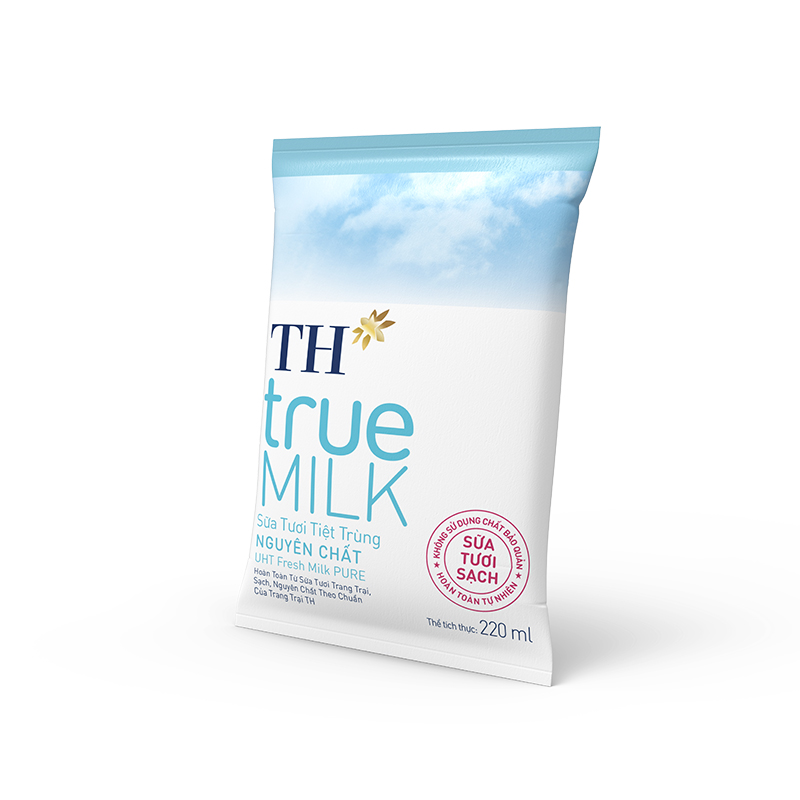 TH
true
MILK
Sữa Tươi Tiệt Trùng
NGUYÊN CHẤT
UHT Fresh Milk PURE
Hoàn Toàn Từ Sữa Tươi Trang Trại,
Sạch, Nguyên Chất Theo Chuẩn
Của Trang Trại TH
KHÔNG SỬ DỤNG CHẤT BẢO QUẢN
SỮA
TƯƠI
SẠCH
HOÀN TOÀN TỰ NHIÊN
Thể tích thực: 220 ml